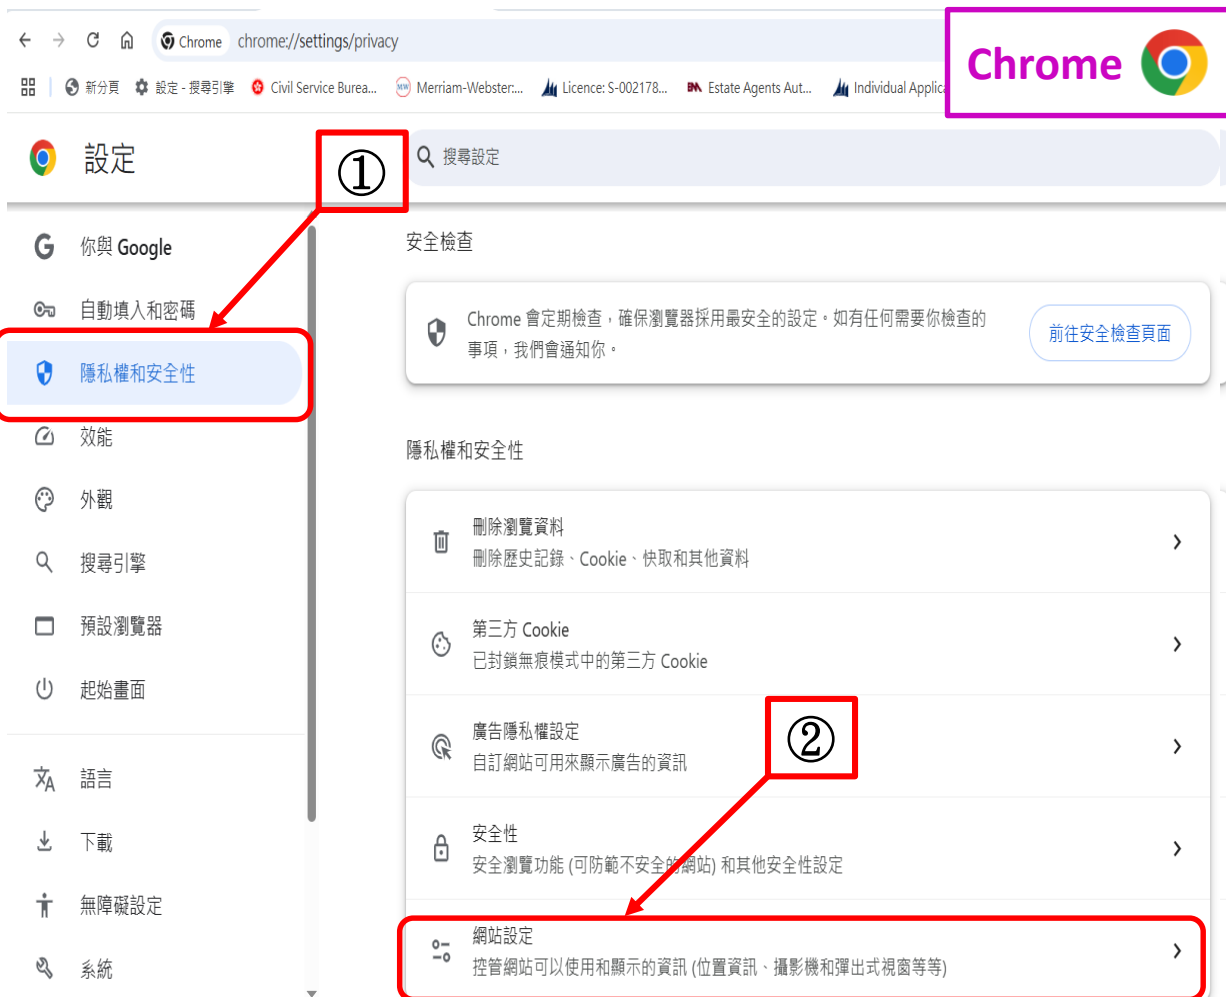 Chrome chrome://settings/privacy
Chrome
新分頁 設定 - 搜尋引擎 Civil Service Burea... Merriam-Webster:... Licence: S-002178... Estate Agents Aut... Individual Applica
設定
①
搜尋設定
你與 Google
自動填入和密碼
隱私權和安全性
效能
外觀
搜尋引擎
預設瀏覽器
起始畫面
語言
下載
無障礙設定
系統
安全檢查
Chrome 會定期檢查，確保瀏覽器採用最安全的設定。如有任何需要你檢查的
事項，我們會通知你。
前往安全檢查頁面
隱私權和安全性
刪除瀏覽資料
刪除歷史記錄、Cookie、快取和其他資料
第三方 Cookie
已封鎖無痕模式中的第三方 Cookie
②
廣告隱私權設定
自訂網站可用來顯示廣告的資訊
安全性
安全瀏覽功能 (可防範不安全的網站) 和其他安全性設定
網站設定
控管網站可以使用和顯示的資訊 (位置資訊、攝影機和彈出式視窗等等)